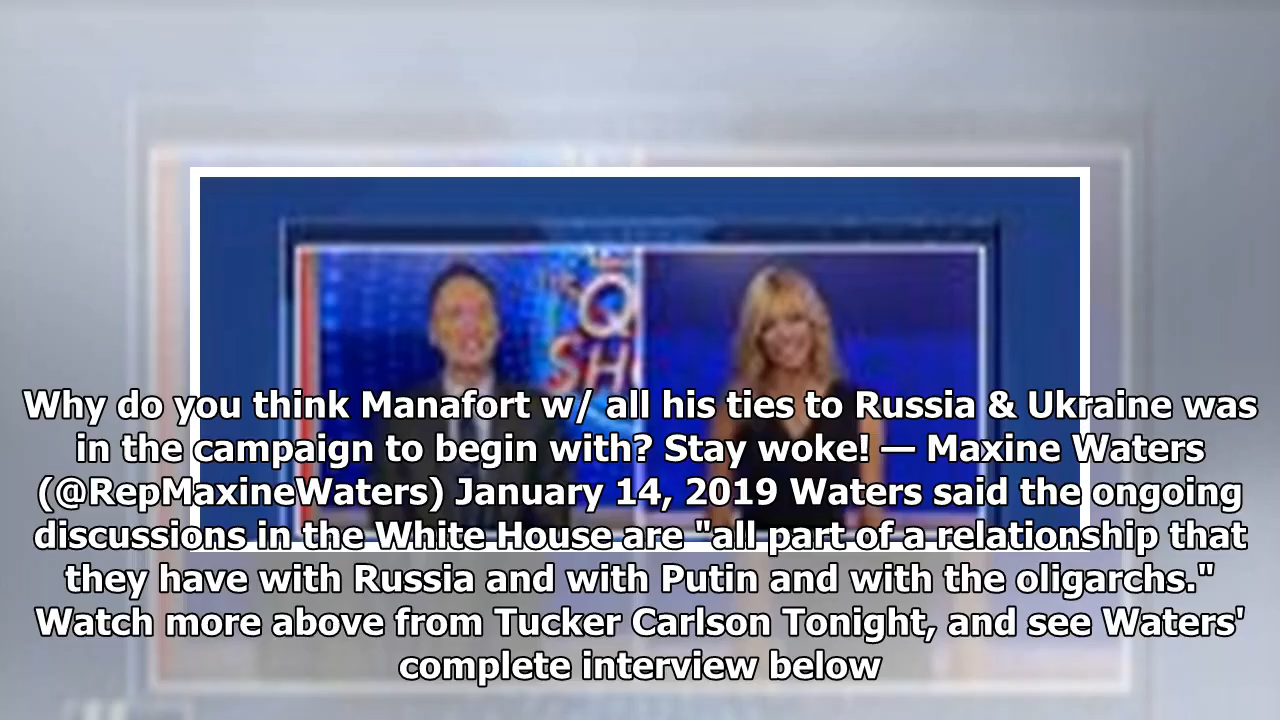 Q
SH
Why do you think Manafort w/ all his ties to Russia & Ukraine was
in the campaign to begin with? Stay woke! — Maxine Waters
(@RepMaxineWaters) January 14, 2019 Waters said the ongoing
discussions in the White House are "all part of a relationship that
they have with Russia and with Putin and with the oligarchs."
Watch more above from Tucker Carlson Tonight, and see Waters'
complete interview below